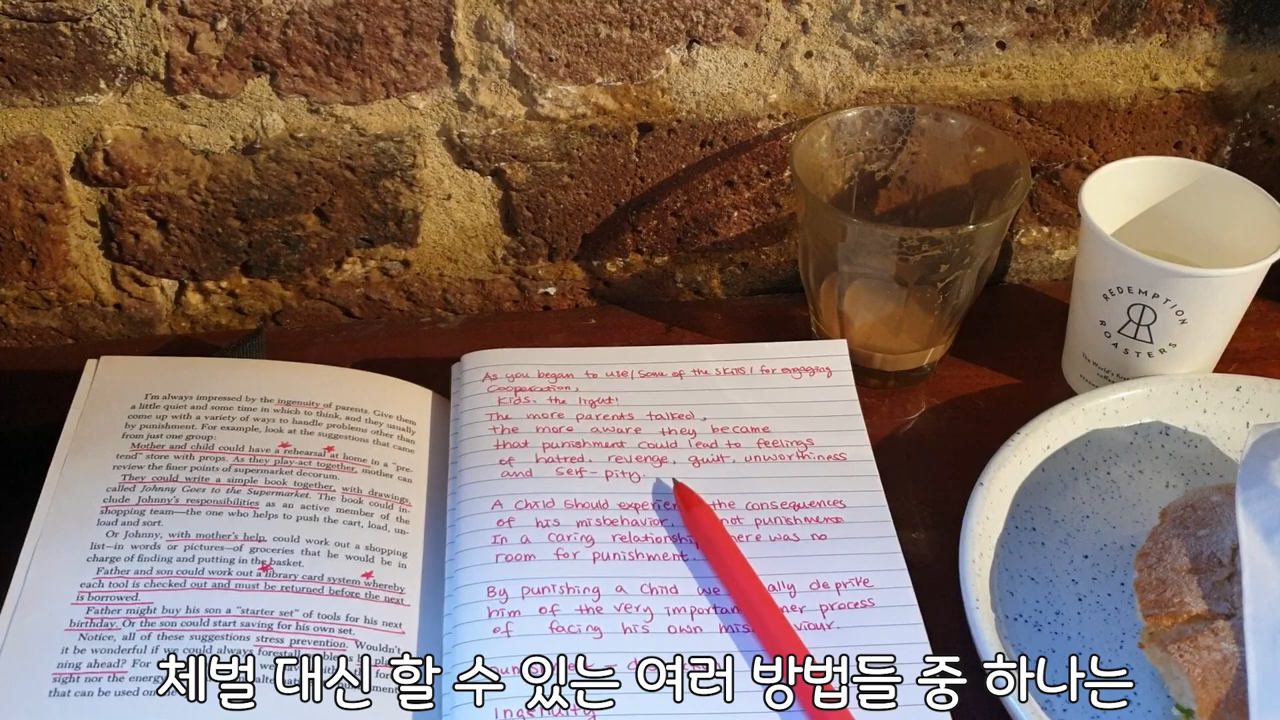 I'm always impressed by the ingenuity of parents. Give them
a little quiet and some time in which to think, and they usually
come up with a variety of ways to handle problems other than
by punishment. For example, look at the suggestions that came
from just one group:
Mother and child could have a rehearsal at home in a "pre-
tend" store with props. As they play-act together, mother can
review the finer points of supermarket decorum.
They could write a simple book together, with drawings,
called Johnny Goes to the Supermarket. The book could in-
clude Johnny's responsibilities as an active member of the
shopping team—the one who helps to push the cart, load, un-
load and sort.
Or Johnny, with mother's help, could work out a shopping
list—in words or pictures—of groceries that he would be in
charge of finding and putting in the basket.
Father and son could work out a library card system whereby
each tool is checked out and must be returned before the next
is borrowed.
Father might buy his son a "starter set" of tools for his next
birthday. Or the son could start saving for his own set.
Notice, all of these suggestions stress prevention. Wouldn't
it be wonderful if we could always
ning ahead? For
sight nor the energy
that can be used on the
As you began to use/some of the skills/for engaging
Cooperation,
Kids. the light!
The more parents talked,
the more aware they became
that punishment could lead to feelings
of hatred, revenge, guilt, unworthiness
and Self-pity.
A Child should the consequences
of his misbehavior. not punishment
In a caring relationship there was no
room for punishment.
By punishing a child we deprive
him of the very process
of facing his own
Ingenuity
REDEMPTION
ROASTERS
The World's
체벌 대신 할 수 있는 여러 방법들 중 하나는